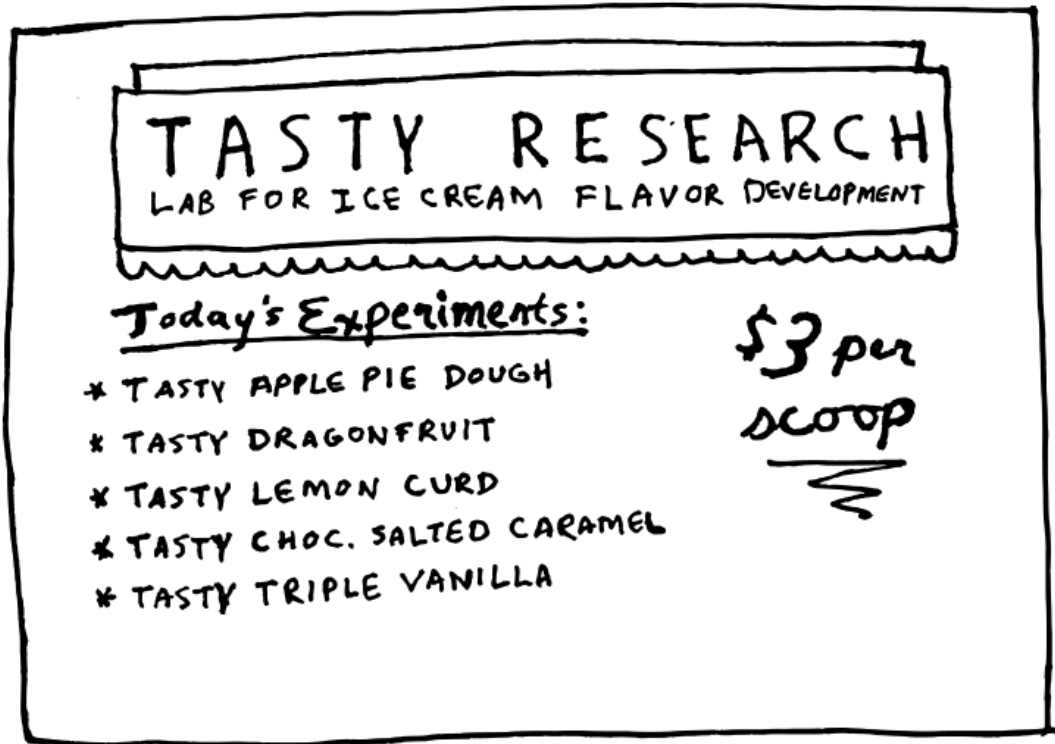 TASTY RESEARCH
LAB FOR ICE CREAM FLAVOR DEVELOPMENT
Today's Experiments:
* TASTY APPLE PIE DOUGH
* TASTY DRAGONFRUIT
* TASTY LEMON CURD
* TASTY CHOC. SALTED CARAMEL
* TASTY TRIPLE VANILLA
$3 per
scoop